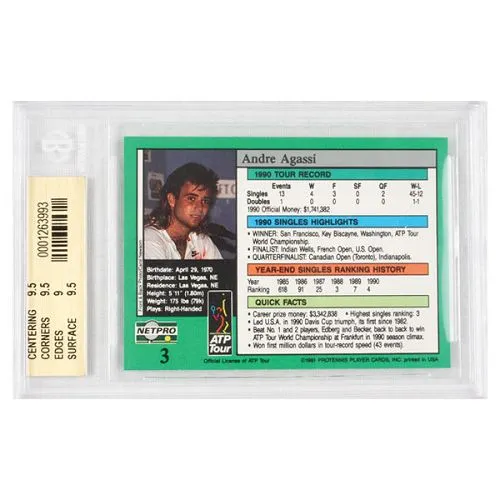 0001263993
CENTERING 9.5
CORNERS 9.5
EDGES 9
SURFACE 9.5
Andre Agassi
1990 TOUR RECORD
Events W F SF QF W-L
Singles 13 4 3 0 2 45-12
Doubles 1 0 0 0 0 1-1
1990 Official Money: $1,741,382
1990 SINGLES HIGHLIGHTS
• WINNER: San Francisco, Key Biscayne, Washington, ATP Tour
World Championship.
• FINALIST: Indian Wells, French Open, U.S. Open.
• QUARTERFINALIST: Canadian Open (Toronto), Indianapolis.
YEAR-END SINGLES RANKING HISTORY
Year 1985 1986 1987 1988 1989 1990
Ranking 618 91 25 3 7 4
QUICK FACTS
• Career prize money: $3,342,838 • Highest singles ranking: 3
• Led U.S.A. in 1990 Davis Cup triumph, its first since 1982.
• Beat No. 1 and 2 players, Edberg and Becker, back to back to win
ATP Tour World Championship at Frankfurt in 1990 season climax.
• Won first million dollars in tour-record speed (43 events).
Birthdate: April 29, 1970
Birthplace: Las Vegas, NE
Residence: Las Vegas, NE
Height: 5'11" (1.80m)
Weight: 175 lbs (79k)
Plays: Right-Handed
NETPRO
3
ATP
Tour
Official Licensee of ATP Tour
©1991 PROTENNIS PLAYER CARDS, INC. printed in USA